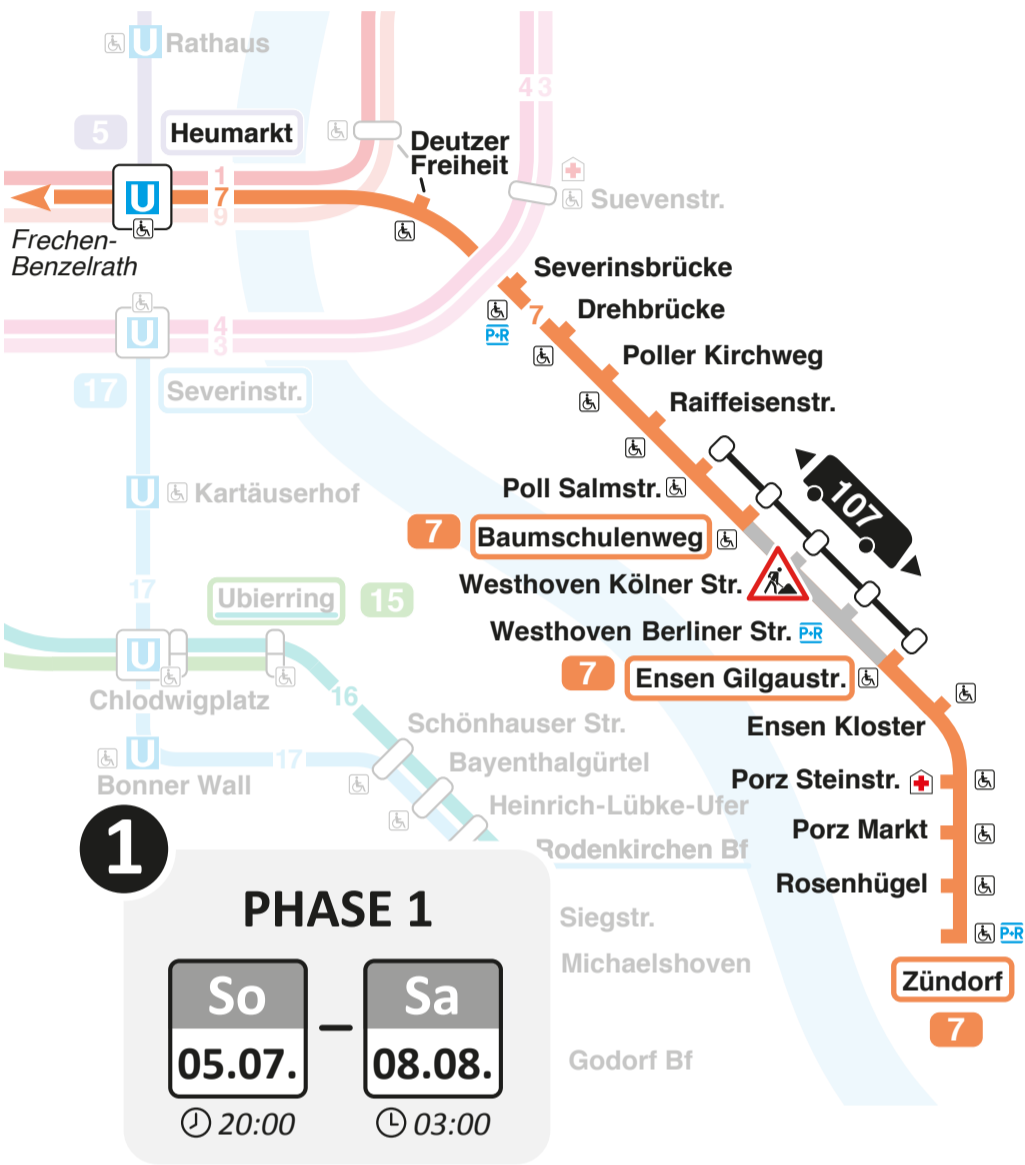 U Rathaus
4 3
5
Heumarkt
Deutzer
Freiheit
1
7
9
U
Suevenstr.
Frechen-
Benzelrath
Severinsbrücke
7
Drehbrücke
P+R
4
3
U
Poller Kirchweg
17
Severinstr.
Raiffeisenstr.
107
U Kartäuserhof
Poll Salmstr.
7
Baumschulenweg
Westhoven Kölner Str.
17
Ubierring
15
Westhoven Berliner Str. P+R
U
7
Ensen Gilgaustr.
Chlodwigplatz
16
Schönhauser Str.
Ensen Kloster
U
17
Bayenthalgürtel
Bonner Wall
Porz Steinstr.
Heinrich-Lübke-Ufer
Porz Markt
Rodenkirchen Bf
Rosenhügel
1
PHASE 1
Siegstr.
P+R
Michaelshoven
Zündorf
7
So
Sa
05.07.
–
08.08.
Godorf Bf
20:00
03:00